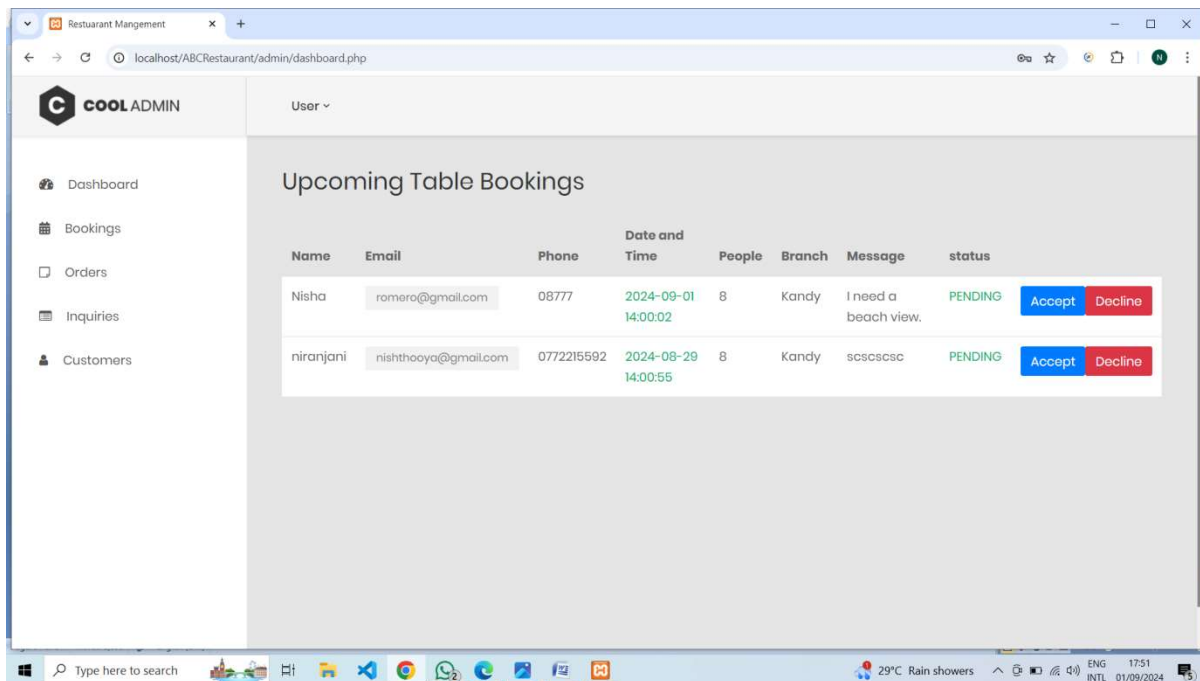 Restuarant Mangement
localhost/ABCRestaurant/admin/dashboard.php
N
C COOL ADMIN
User
Dashboard
Bookings
Orders
Inquiries
Customers
Upcoming Table Bookings
Name Email Phone Date and Time People Branch Message status
Nisha romero@gmail.com 08777 2024-09-01 8 Kandy I need a PENDING Accept Decline
14:00:02 beach view.
niranjani nishthooya@gmail.com 0772215592 2024-08-29 8 Kandy scscscsc PENDING Accept Decline
14:00:55
Type here to search
2
29°C Rain showers
ENG 17:51
INTL 01/09/2024
5